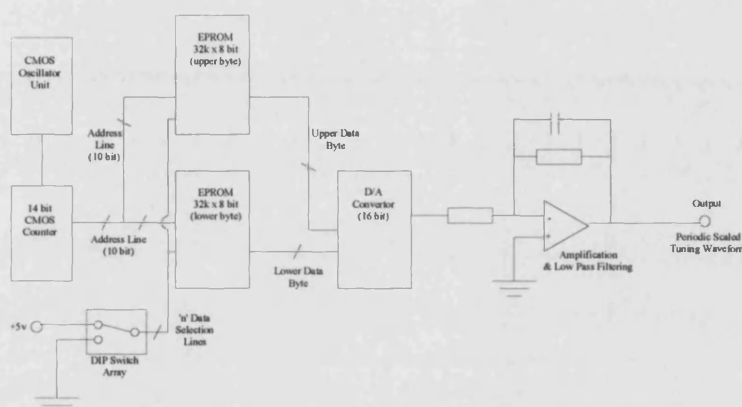 EPROM
32k x 8 bit
(upper byte)
CMOS
Oscillator
Unit
Address
Line
(10 bit)
Upper Data
Byte
EPROM
32k x 8 bit
(lower byte)
D/A
Convertor
(16 bit)
14 bit
CMOS
Counter
Address Line
(10 bit)
Lower Data
Byte
Output
Periodic Scaled
Tuning Waveform
Amplification
& Low Pass Filtering
+5v
'n' Data
Selection
Lines
DIP Switch
Array